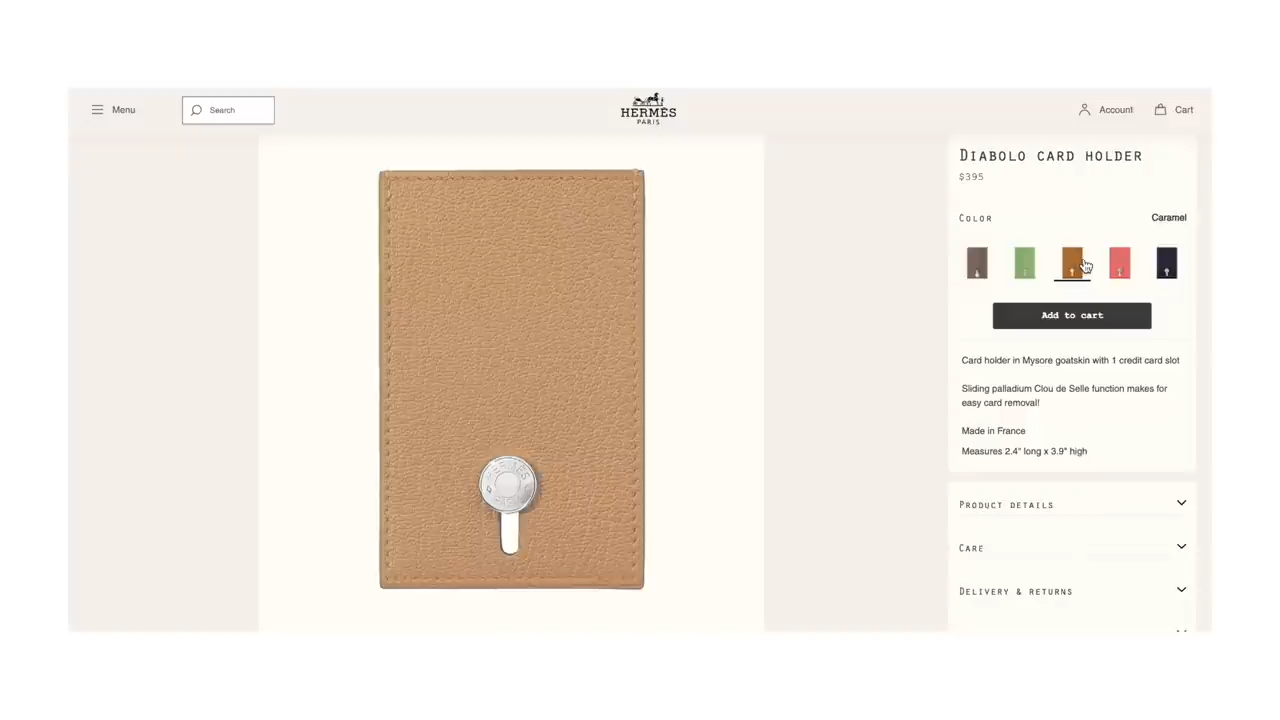 Menu
Search
HERMÈS
PARIS
Account
Cart
HERMÈS
DIABOLO CARD HOLDER
$395
COLOR
Caramel
Add to cart
Card holder in Mysore goatskin with 1 credit card slot
Sliding palladium Clou de Selle function makes for
easy card removal!
Made in France
Measures 2.4" long x 3.9" high
PRODUCT DETAILS
CARE
DELIVERY & RETURNS